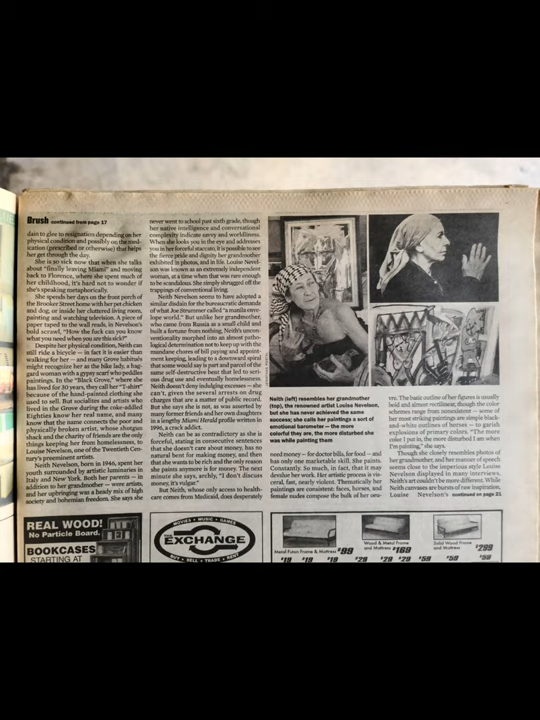 Brush continued from page 17
dain to glee to resignation depending on her
physical condition and possibly on the med-
ication (prescribed or otherwise) that helps
her get through the day.
She is so sick now that when she talks
about "finally leaving Miami" and moving
back to Florence, where she spent much of
her childhood, it's hard not to wonder if
she's speaking metaphorically.
She spends her days on the front porch of
the Brooker Street home with her pet chicken
and dog, or inside her cluttered living room,
painting and watching television. A piece of
paper taped to the wall reads, in Nevelson's
bold scrawl, "How the fuck can you know
what you need when you are this sick?"
Despite her physical condition, Neith can
still ride a bicycle — in fact it is easier than
walking for her — and many Grove habitués
might recognize her as the bike lady, a hag-
gard woman with a gypsy scarf who peddles
paintings. In the "Black Grove," where she
has lived for 30 years, they call her "T-shirt"
because of the hand-painted clothing she
used to sell. But socialites and artists who
lived in the Grove during the coke-addled
Eighties know her real name, and many
know that the name connects the poor and
physically broken artist, whose shotgun
shack and the charity of friends are the only
things keeping her from homelessness, to
Louise Nevelson, one of the Twentieth Cen-
tury's preeminent artists.
Neith Nevelson, born in 1946, spent her
youth surrounded by artistic luminaries in
Italy and New York. Both her parents — in
addition to her grandmother — were artists,
and her upbringing was a heady mix of high
society and bohemian freedom. She says she
never went to school past sixth grade, though
her native intelligence and conversational
complexity indicate savvy and worldliness.
When she looks you in the eye and addresses
you in her forceful staccato, it is possible to see
the fierce pride and dignity her grandmother
exhibited in photos, and in life. Louise Nevel-
son was known as an extremely independent
woman, at a time when that was rare enough
to be scandalous. She simply shrugged off the
trappings of conventional life.
Neith Nevelson seems to have adopted a
similar disdain for the bureaucratic demands
of what Joe Strummer called "a manila enve-
lope world." But unlike her grandmother,
who came from Russia as a small child and
built a fortune from nothing, Neith's uncon-
ventionality morphed into an almost patho-
logical determination not to keep up with the
mundane chores of bill paying and appoint-
ment keeping, leading to a downward spiral
that some would say is part and parcel of the
same self-destructive bent that led to seri-
ous drug use and eventually homelessness.
Neith doesn't deny indulging excesses — she
can't, given the several arrests on drug
charges that are a matter of public record.
But she says she is not, as was asserted by
many former friends and her own daughters
in a lengthy Miami Herald profile written in
1996, a crack addict.
Neith can be as contradictory as she is
forceful, stating in consecutive sentences
that she doesn't care about money, has no
natural bent for making money, and then
that she wants to be rich and the only reason
she paints anymore is for money. The next
minute she says, archly, "I don't discuss
money, it's vulgar."
But Neith, whose only access to health-
care comes from Medicaid, does desperately
Neith (left) resembles her grandmother
(top), the renowned artist Louise Nevelson,
but she has never achieved the same
success; she calls her paintings a sort of
emotional barometer — the more
colorful they are, the more disturbed she
was while painting them
need money — for doctor bills, for food — and
has only one marketable skill. She paints.
Constantly. So much, in fact, that it may
devalue her work. Her artistic process is vis-
ceral, fast, nearly violent. Thematically her
paintings are consistent: faces, horses, and
female nudes compose the bulk of her oeu-
vre. The basic outline of her figures is usually
bold and almost rectilinear, though the color
schemes range from nonexistent — some of
her most striking paintings are simple black-
and-white outlines of horses — to garish
explosions of primary colors. "The more
color I put in, the more disturbed I am when
I'm painting," she says.
Though she closely resembles photos of
her grandmother, and her manner of speech
seems close to the imperious style Louise
Nevelson displayed in many interviews,
Neith's art couldn't be more different. While
Neith canvases are bursts of raw inspiration,
Louise Nevelson's continued on page 21
REAL WOOD!
No Particle Board.
BOOKCASES
STARTING AT
MOVIES • MUSIC • GAMES
THE EXCHANGE
BUY • SELL • TRADE • RENT
Metal Futon Frame & Mattress $99
Wood & Metal Frame and Mattress $169
Solid Wood Frame and Mattress $299